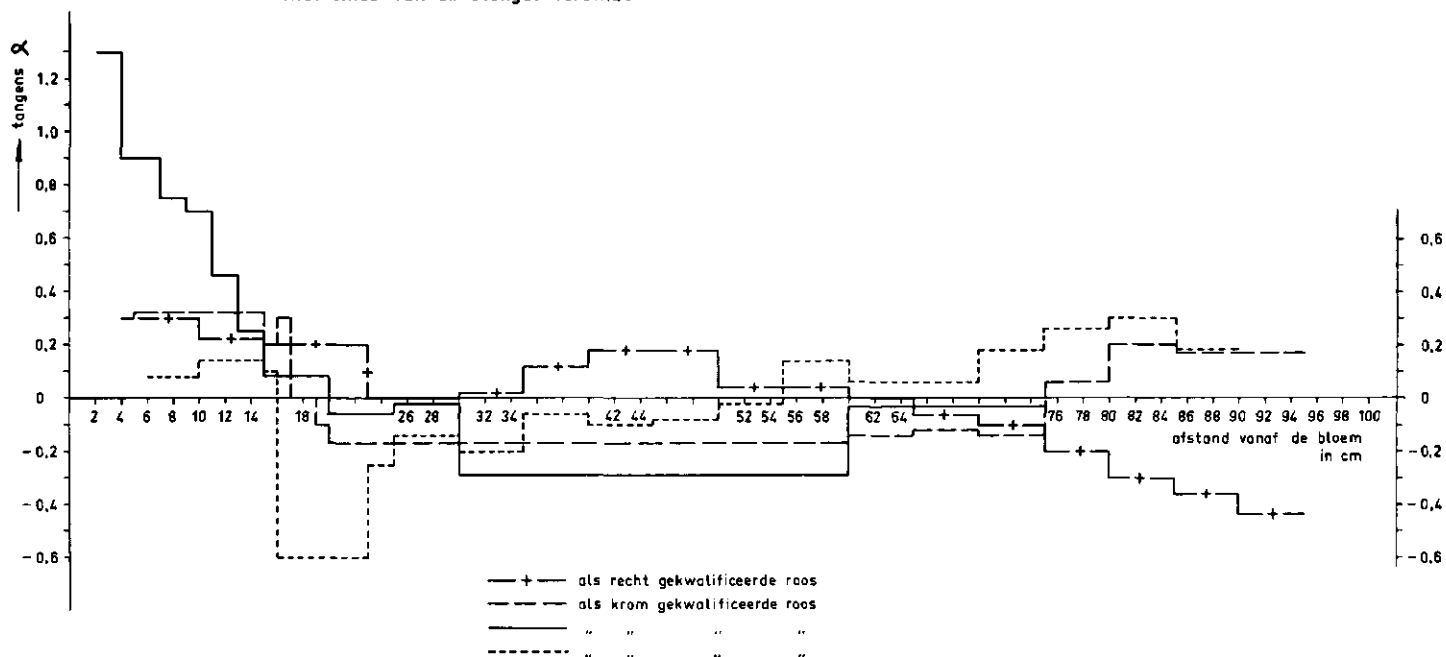 tangens α
1,2
1,0
0,8
0,6
0,4
0,2
0
-0,2
-0,4
-0,6
2 4 6 8 10 12 14 18 26 28 32 34 42 44 52 54 56 58 62 64 76 78 80 82 84 86 88 90 92 94 96 98 100
0,6
0,4
0,2
0
-0,2
-0,4
-0,6
afstand vanaf de bloem
in cm
als recht gekwalificeerde roos
als krom gekwalificeerde roos
" " " "
" " " "